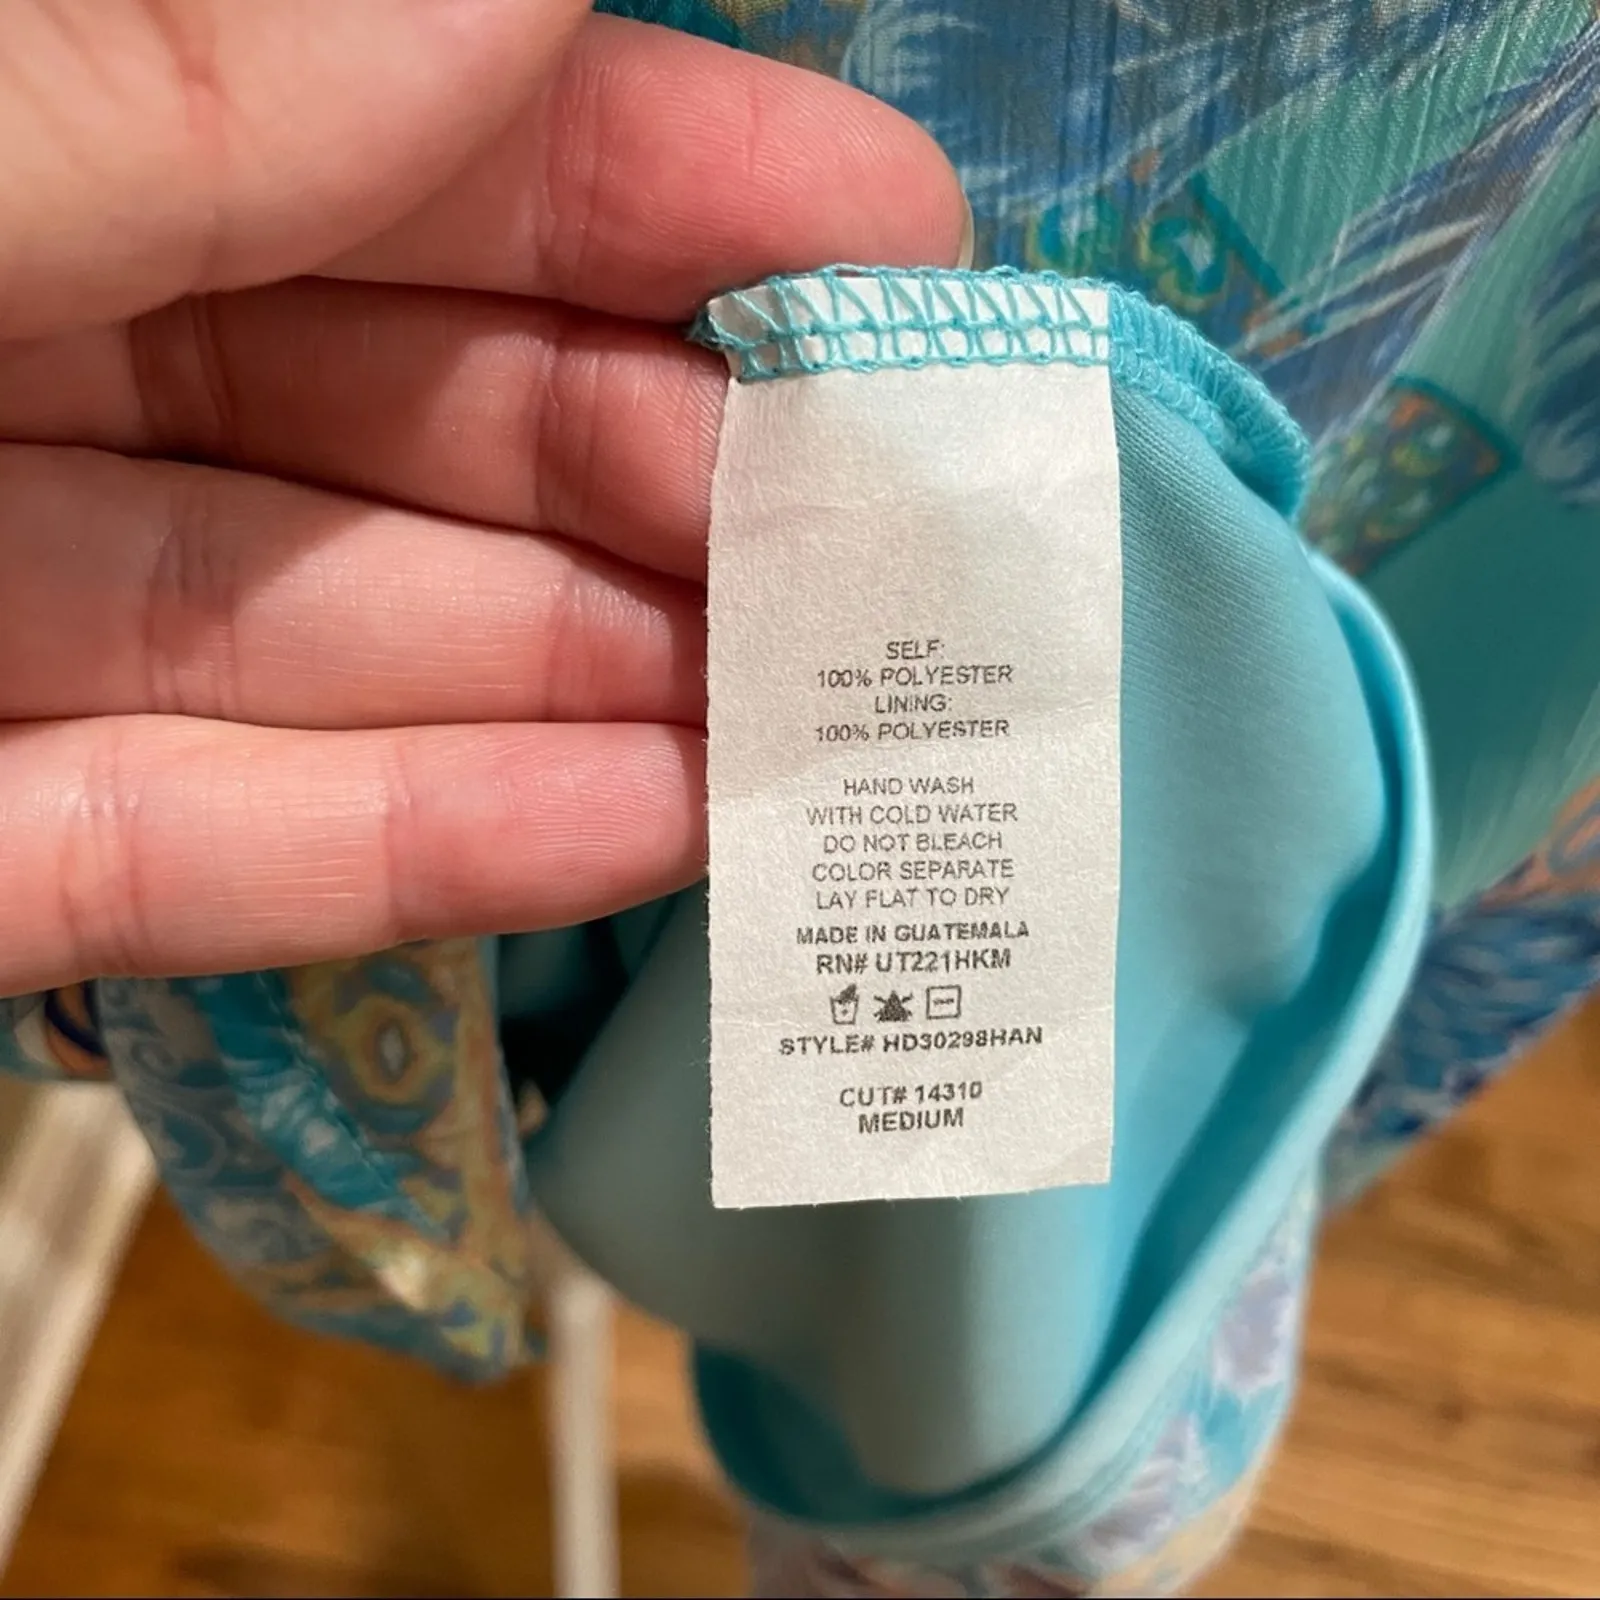 SELF:
100% POLYESTER
LINING:
100% POLYESTER
HAND WASH
WITH COLD WATER
DO NOT BLEACH
COLOR SEPARATE
LAY FLAT TO DRY
MADE IN GUATEMALA
RN# UT221HKM
STYLE# HD30298HAN
CUT# 14310
MEDIUM